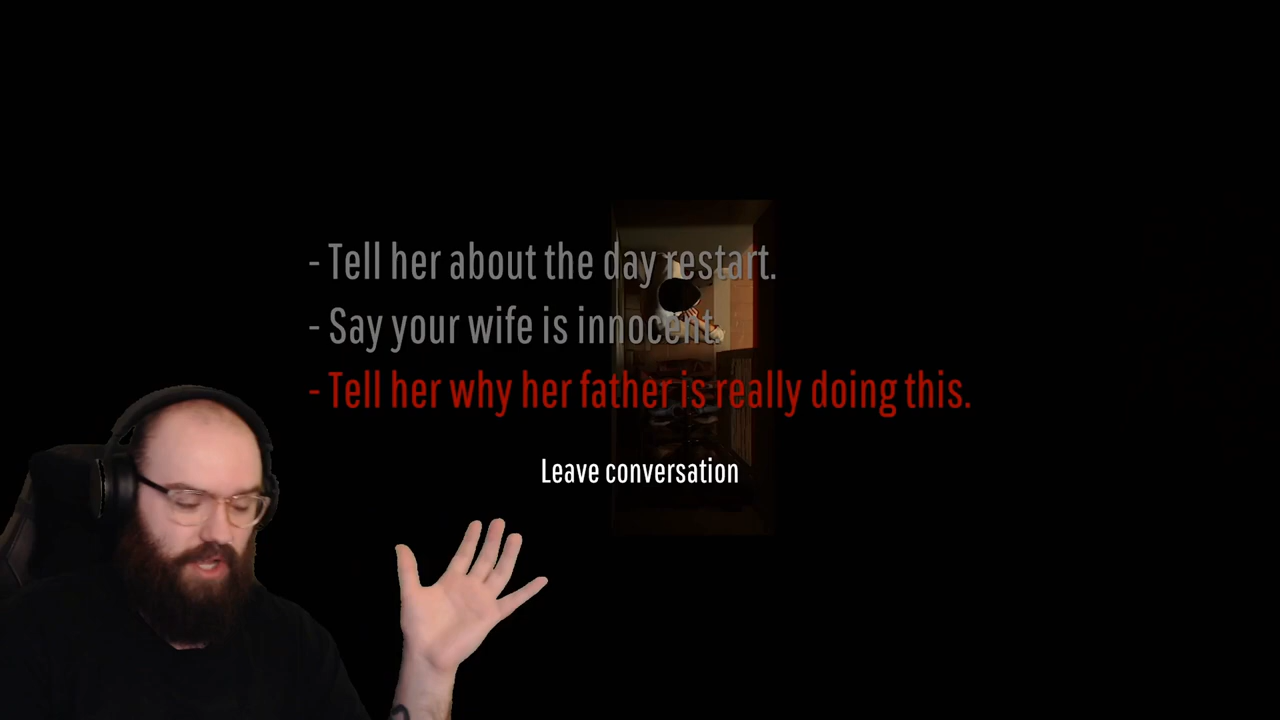 - Tell her about the day restart.
- Say your wife is innocent.
- Tell her why her father is really doing this.
Leave conversation